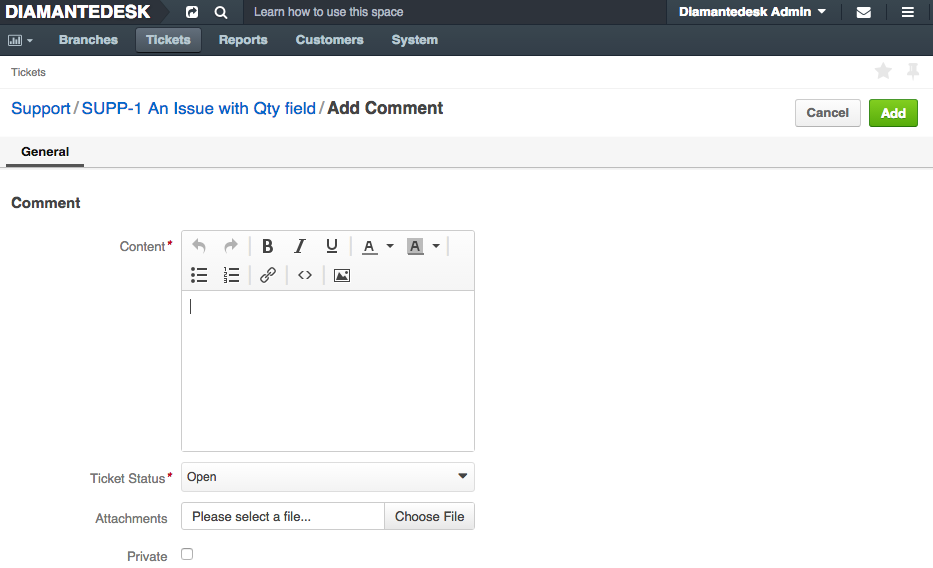 DIAMANTEDESK Learn how to use this space Diamantedesk Admin
Branches Tickets Reports Customers System
Tickets
Support / SUPP-1 An Issue with Qty field / Add Comment Cancel Add
General
Comment
Content* B I U A A
Ticket Status* Open
Attachments Please select a file... Choose File
Private